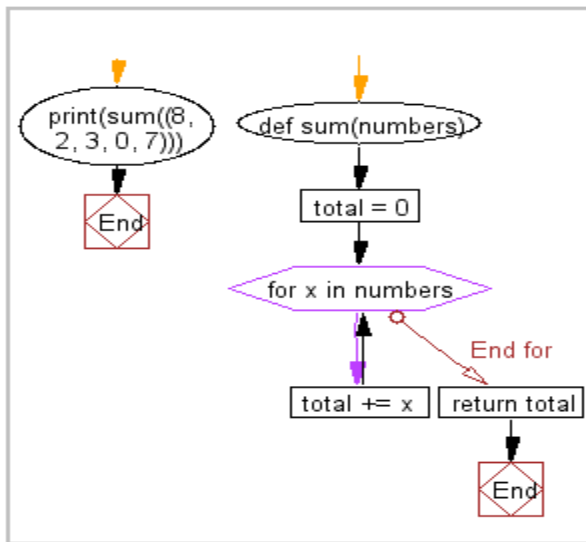 print(sum((8,
2, 3, 0, 7)))
End
def sum(numbers)
total = 0
for x in numbers
End for
total += x
return total
End